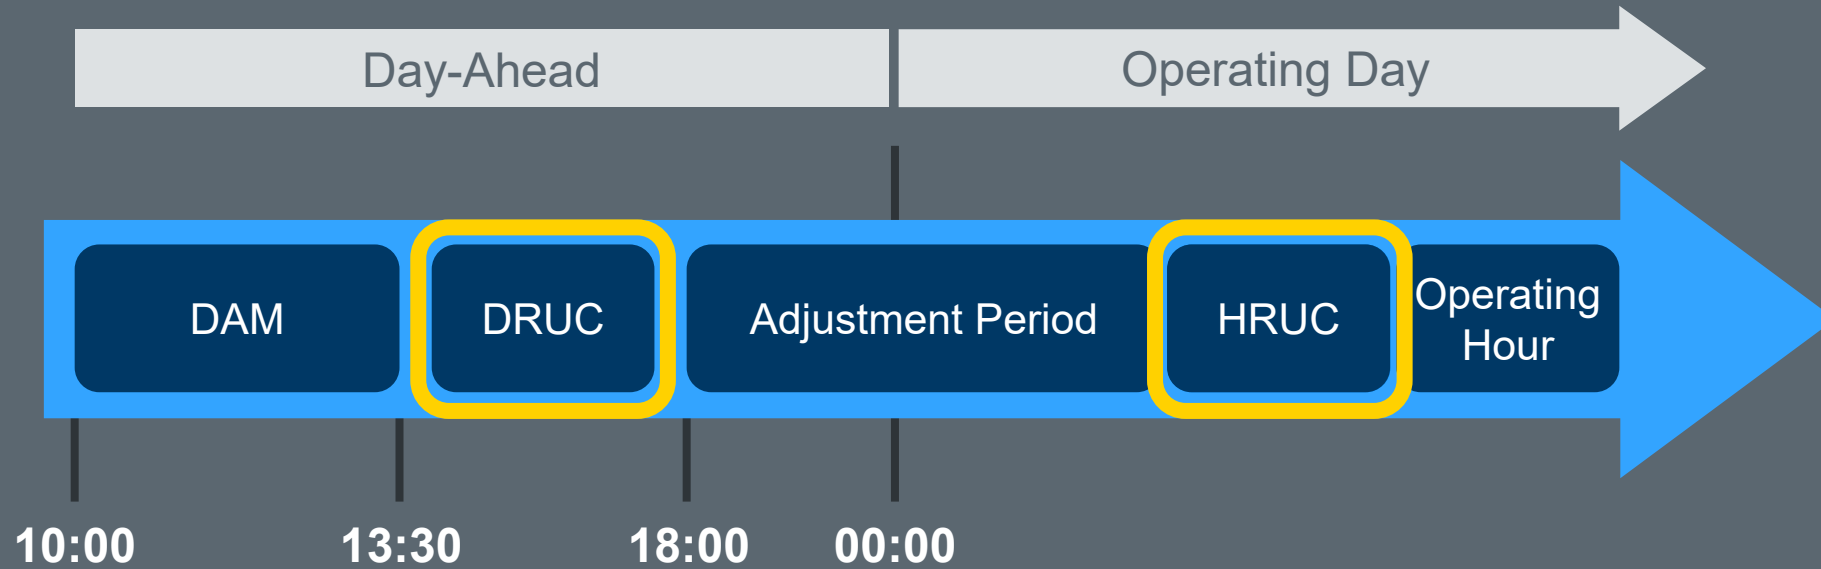 Day-Ahead
Operating Day
DAM
DRUC
Adjustment Period
HRUC
Operating
Hour
10:00
13:30
18:00
00:00